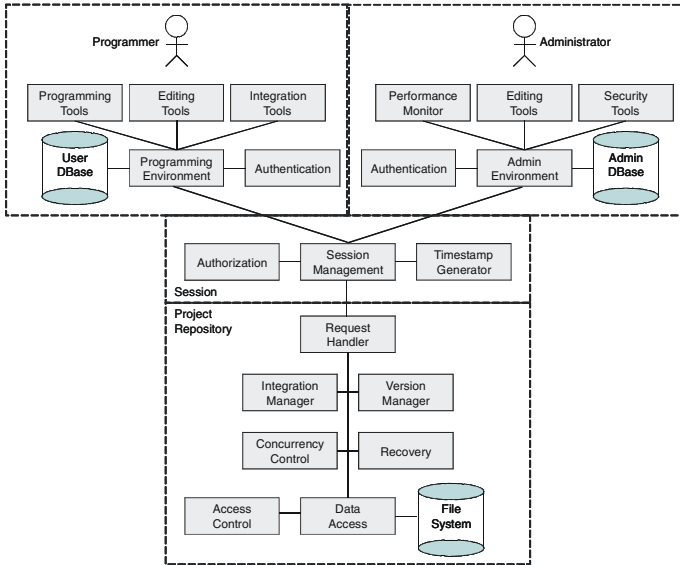 Programmer
Administrator
Programming
Tools
Editing
Tools
Integration
Tools
Performance
Monitor
Editing
Tools
Security
Tools
User
DBase
Programming
Environment
Authentication
Authentication
Admin
Environment
Admin
DBase
Authorization
Session
Management
Timestamp
Generator
Session
Project
Repository
Request
Handler
Integration
Manager
Version
Manager
Concurrency
Control
Recovery
Access
Control
Data
Access
File
System